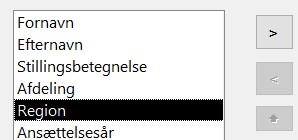 Fornavn
Efternavn
Stillingsbetegnelse
Afdeling
Region
Ansættelsesår
>
<